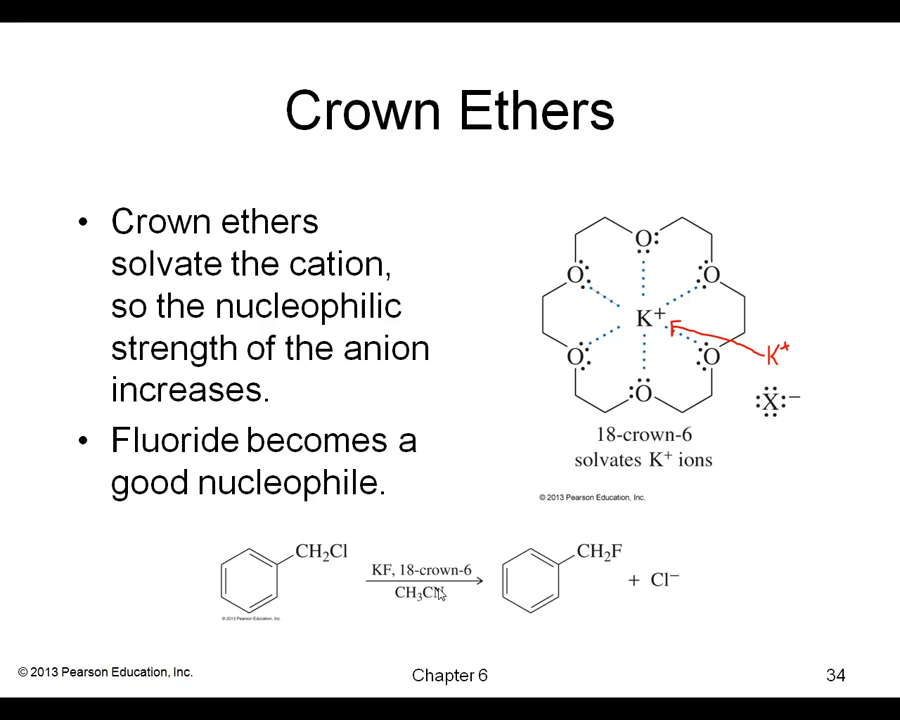 Crown Ethers
• Crown ethers
solvate the cation,
so the nucleophilic
strength of the anion
increases.
• Fluoride becomes a
good nucleophile.
O
O
O
K+
K+
O
O
O
X−
18-crown-6
solvates K+ ions
© 2013 Pearson Education, Inc.
CH2Cl
KF, 18-crown-6
CH3CN
CH2F
+ Cl−
© 2013 Pearson Education, Inc.
© 2013 Pearson Education, Inc.
Chapter 6
34